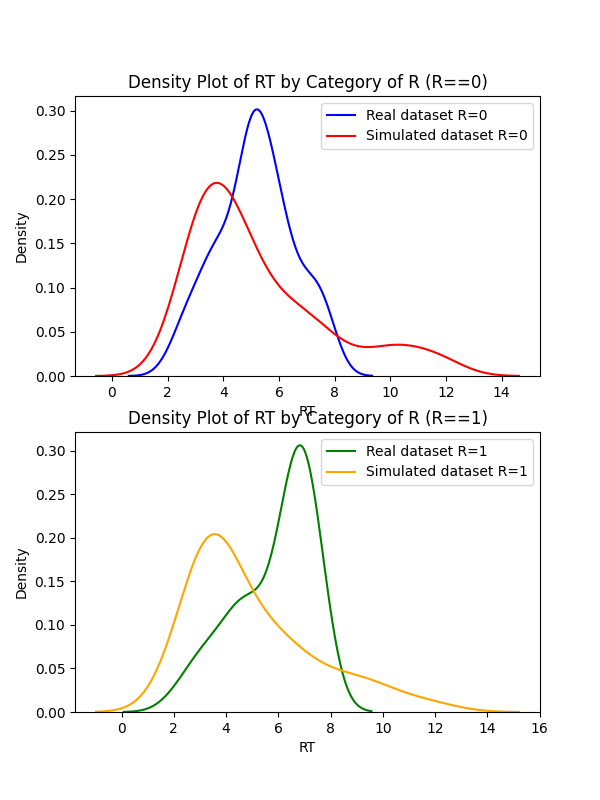 Density Plot of RT by Category of R (R==0)
Real dataset R=0
Simulated dataset R=0
0.30
0.25
0.20
0.15
0.10
0.05
0.00
Density
0 2 4 6 8 10 12 14
RT
Density Plot of RT by Category of R (R==1)
Real dataset R=1
Simulated dataset R=1
0.30
0.25
0.20
0.15
0.10
0.05
0.00
Density
0 2 4 6 8 10 12 14 16
RT